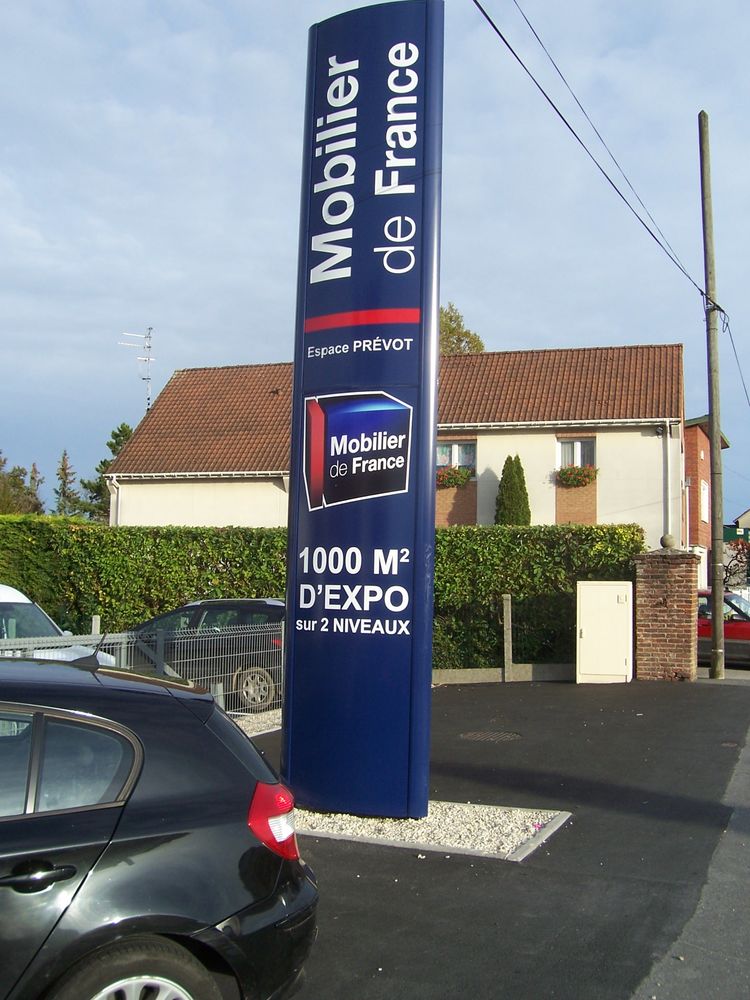 Mobilier
de France
Espace PRÉVOT
Mobilier
de France
1000 M²
D'EXPO
sur 2 NIVEAUX